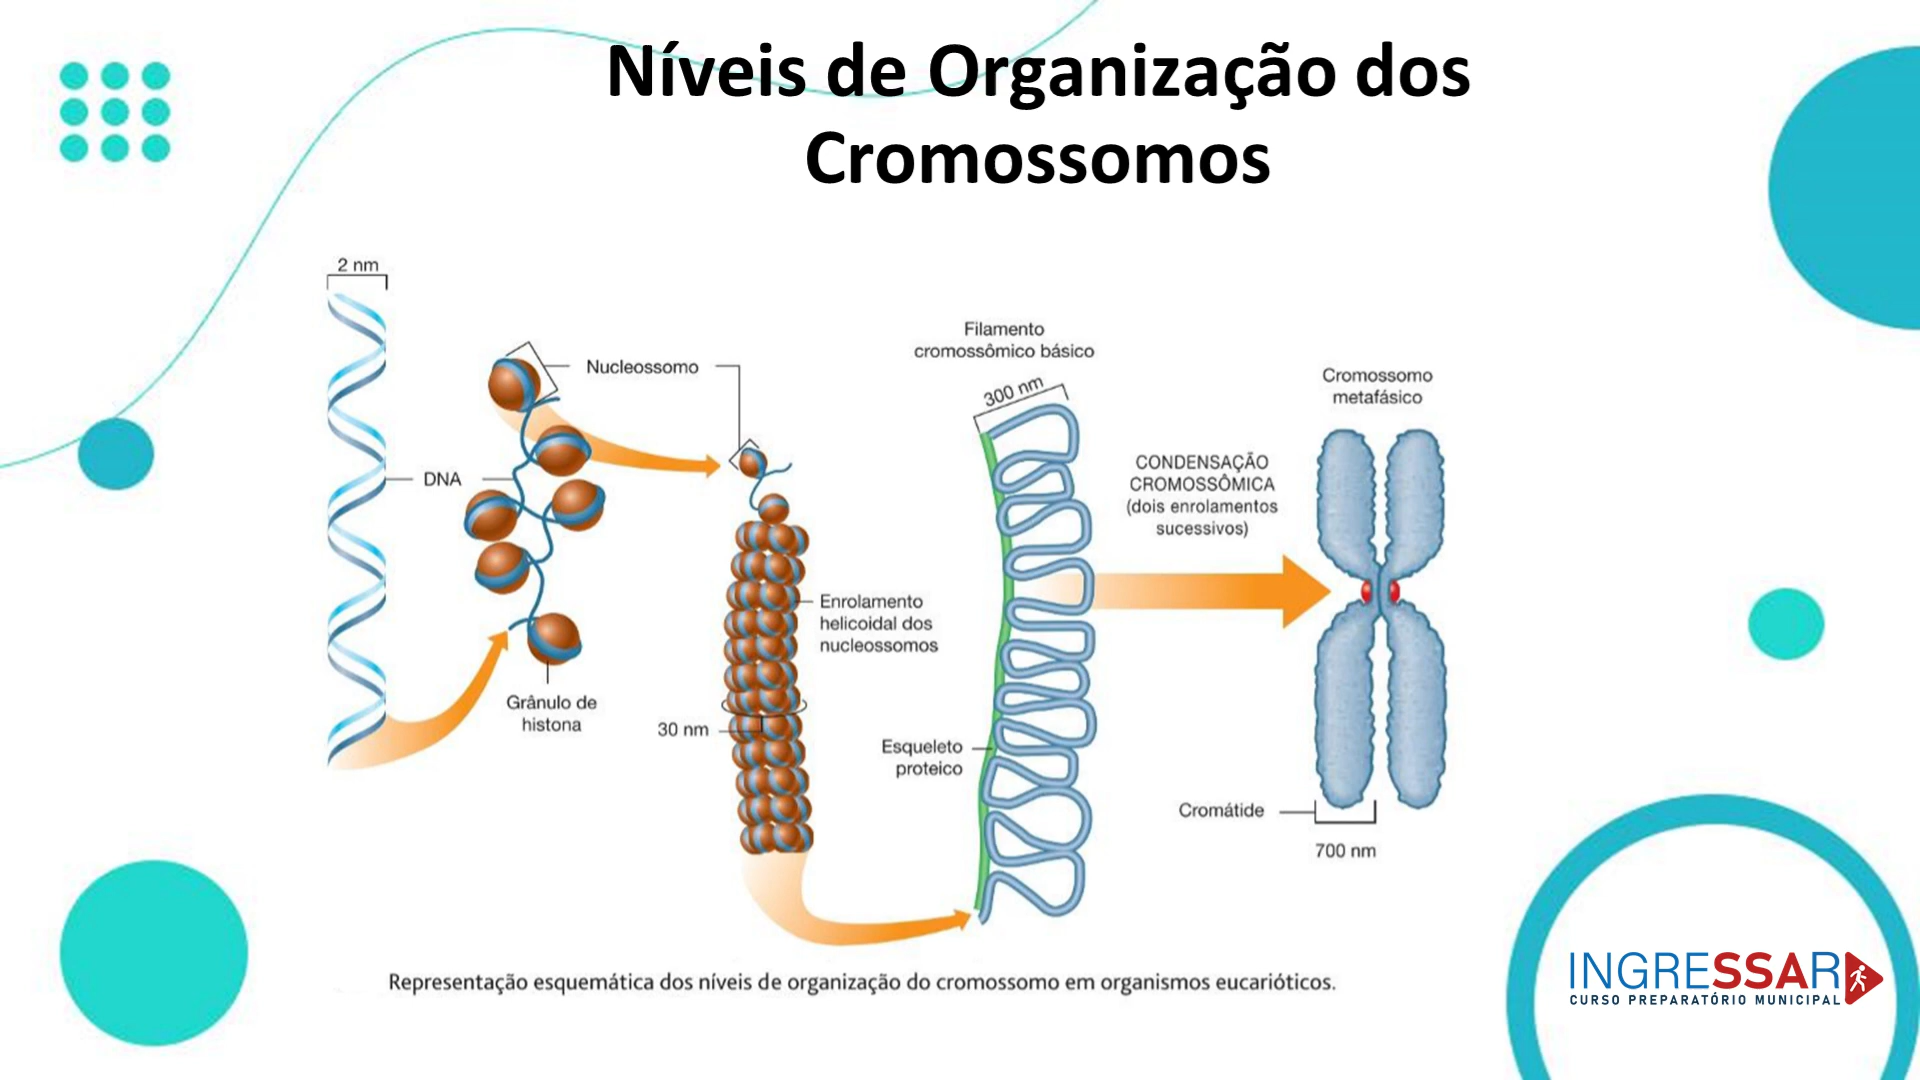 Níveis de Organização dos
Cromossomos
2 nm
Nucleossomo
DNA
Grânulo de
histona
Enrolamento
helicoidal dos
nucleossomos
30 nm
Filamento
cromossômico básico
300 nm
Esqueleto
proteico
CONDENSAÇÃO
CROMOSSÔMICA
(dois enrolamentos
sucessivos)
Cromossomo
metafásico
Cromátide
700 nm
Representação esquemática dos níveis de organização do cromossomo em organismos eucarióticos.
INGRESSAR
CURSO PREPARATÓRIO MUNICIPAL